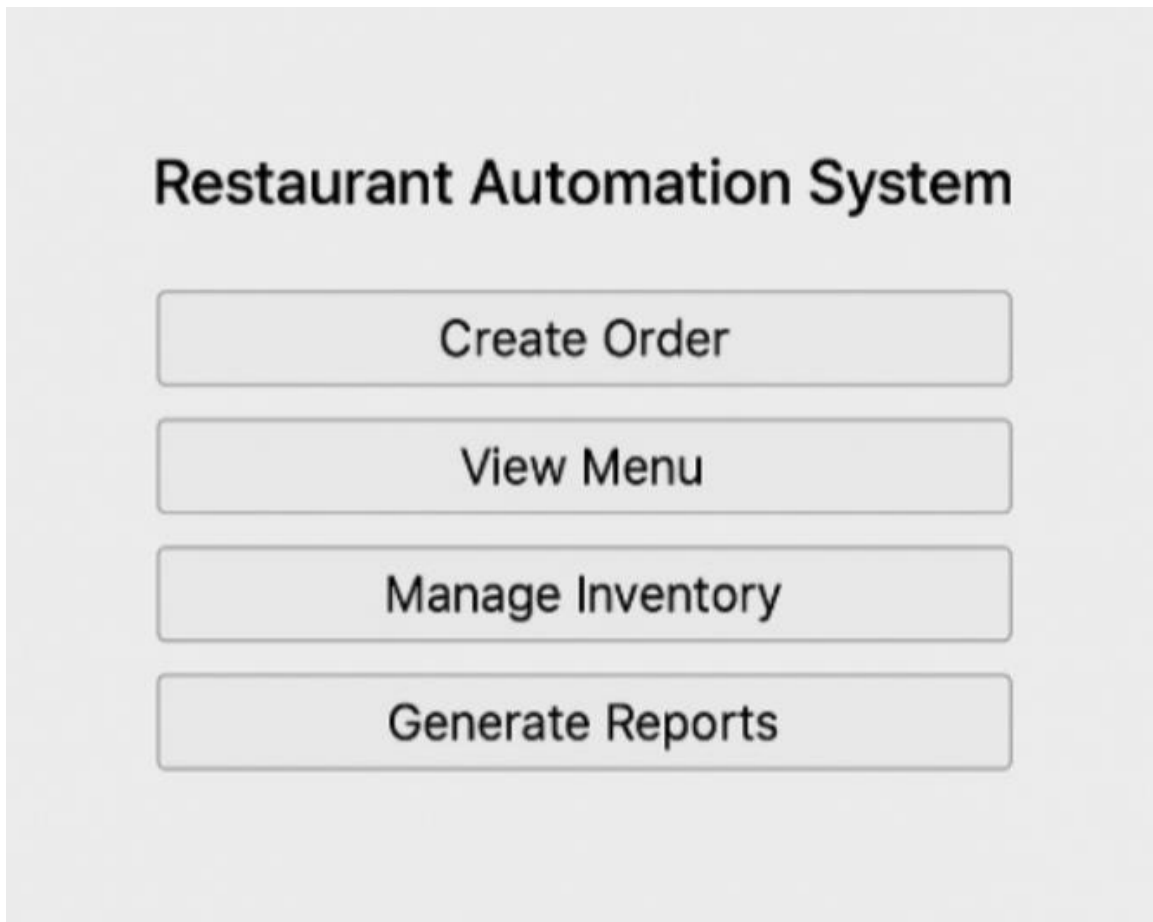 Restaurant Automation System
Create Order
View Menu
Manage Inventory
Generate Reports